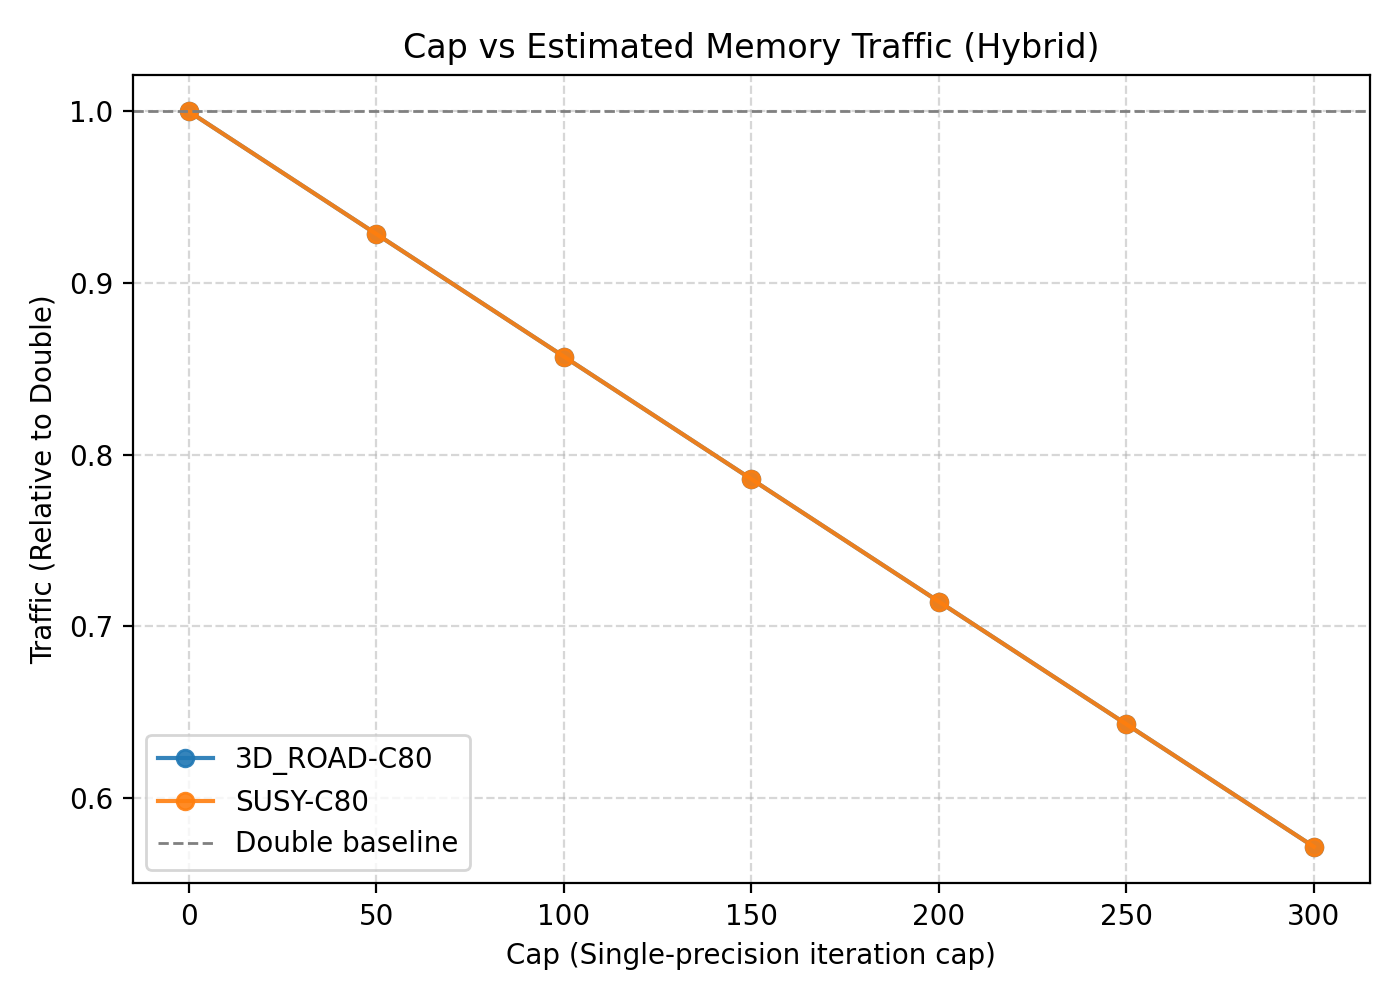 Cap vs Estimated Memory Traffic (Hybrid)
Traffic (Relative to Double)
1.0
0.9
0.8
0.7
0.6
3D_ROAD-C80
SUSY-C80
Double baseline
0 50 100 150 200 250 300
Cap (Single-precision iteration cap)